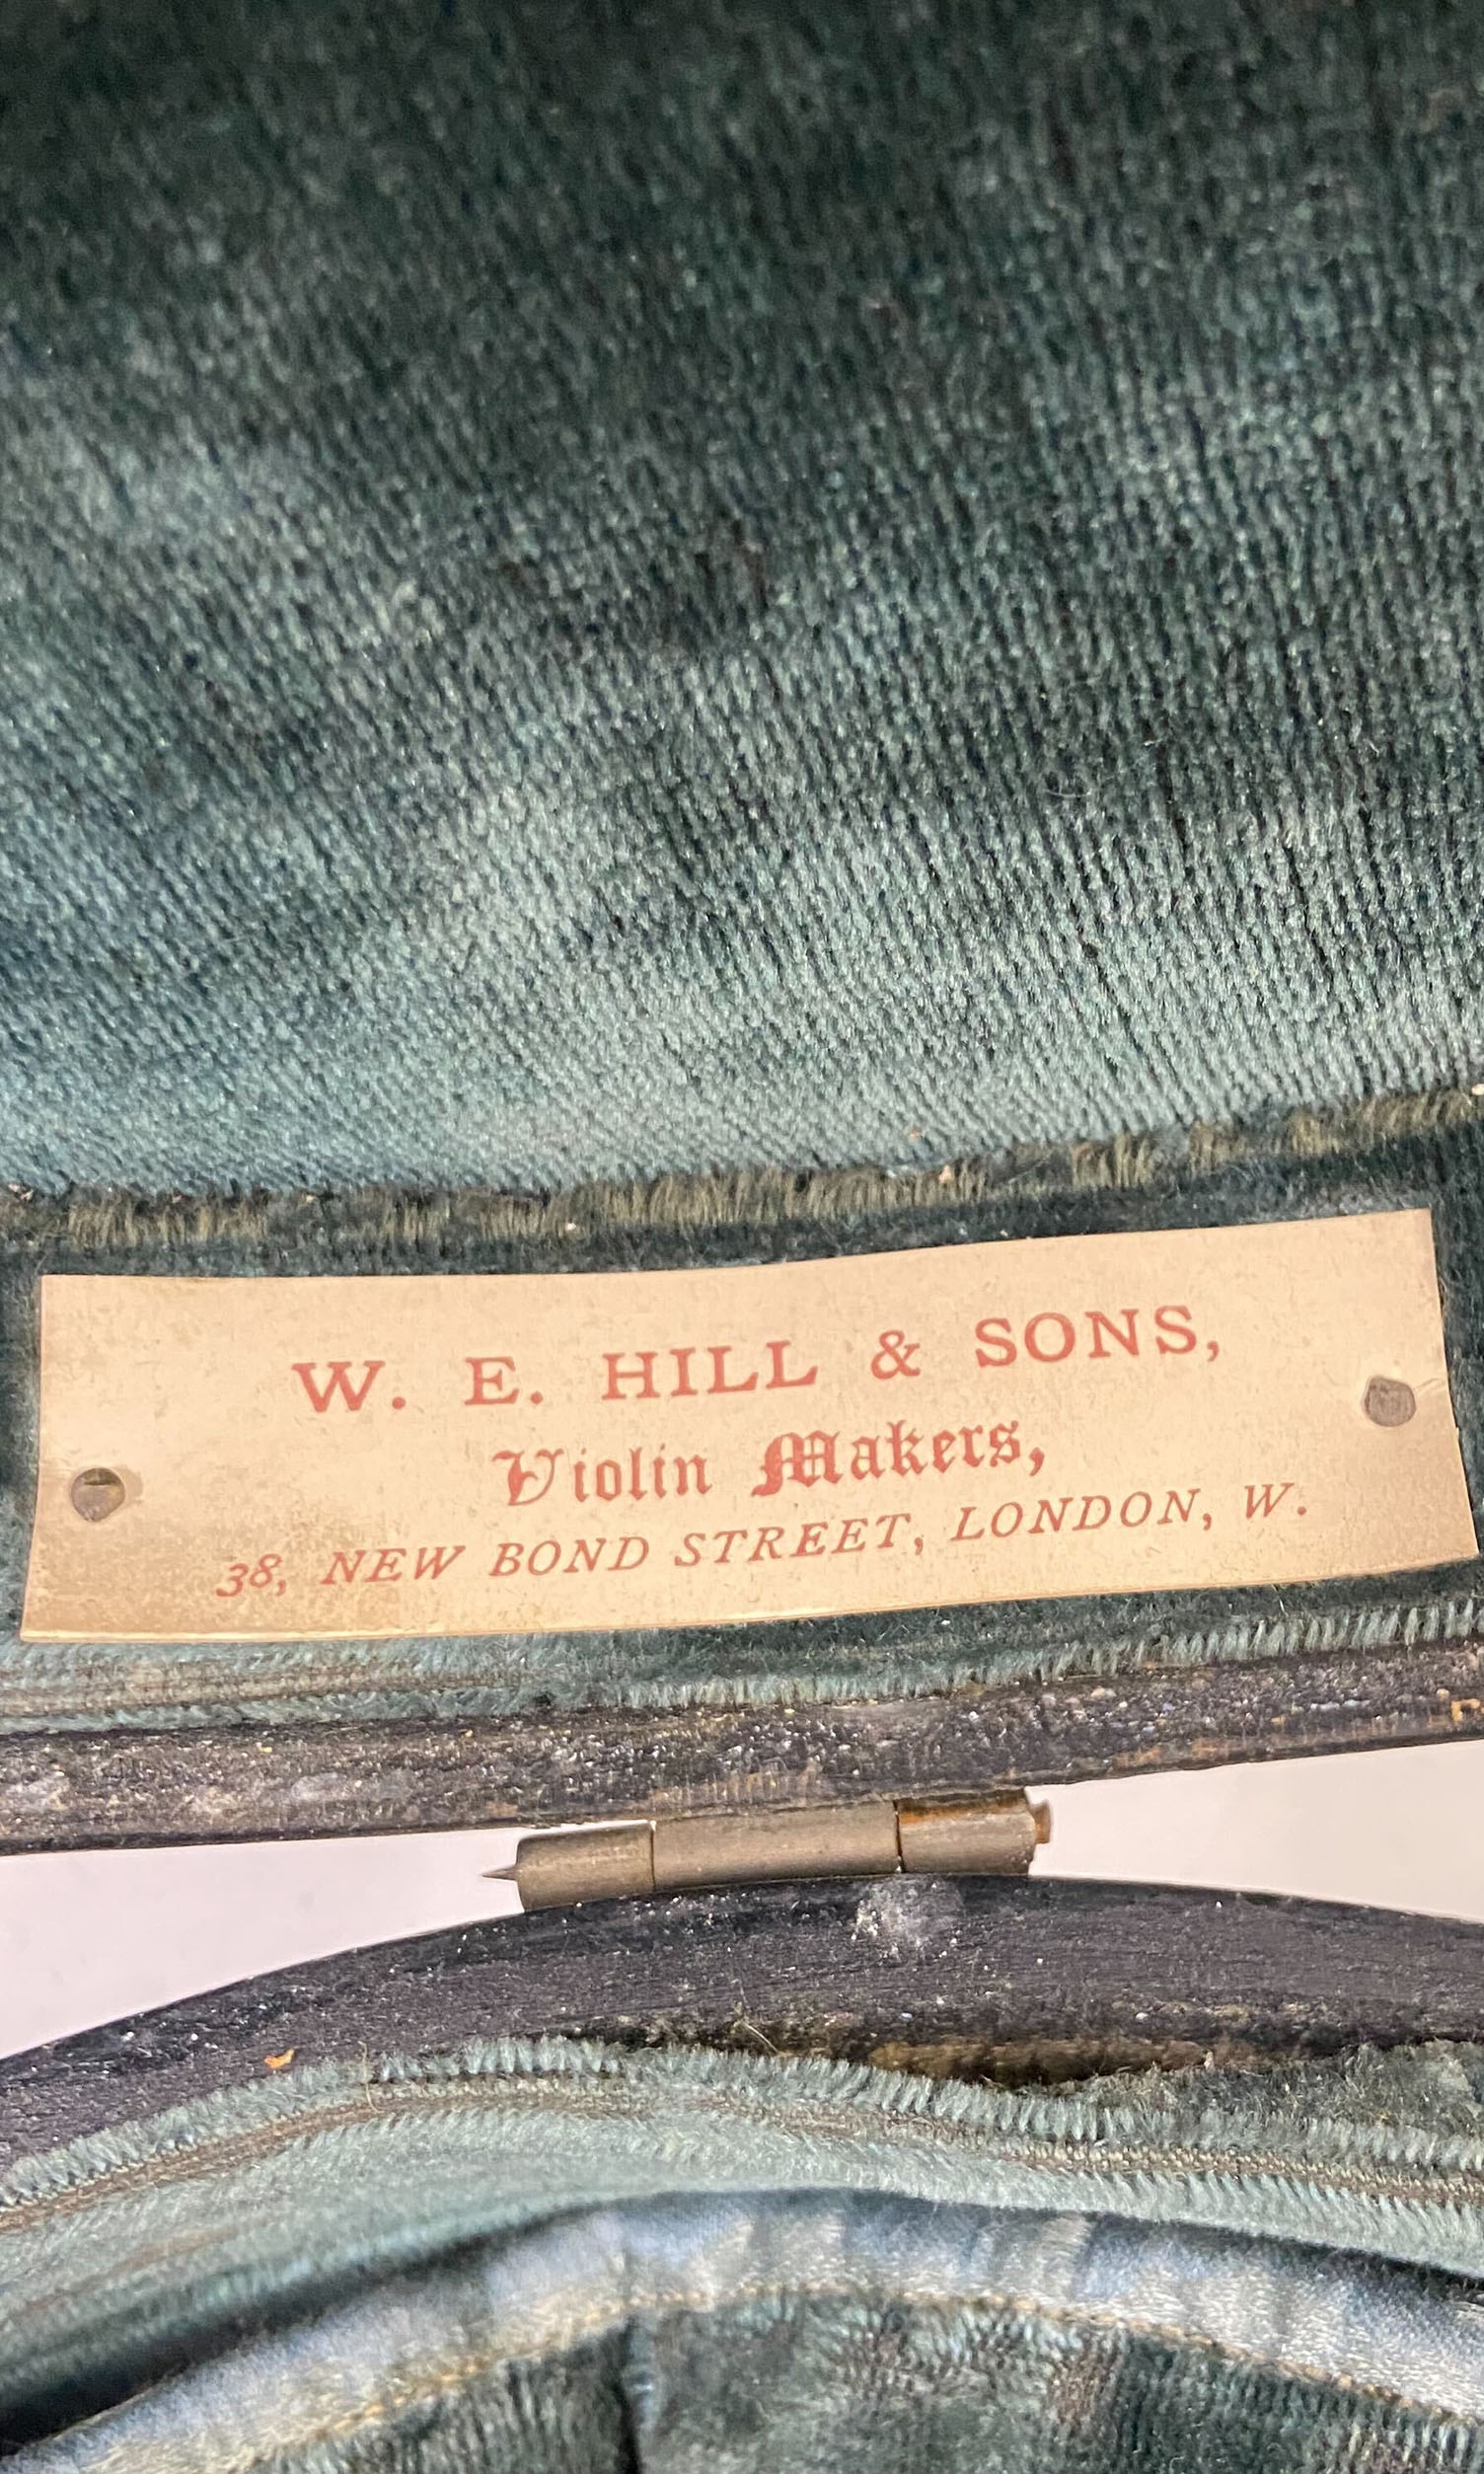 W. E. HILL & SONS,
Violin Makers,
38, NEW BOND STREET, LONDON, W.